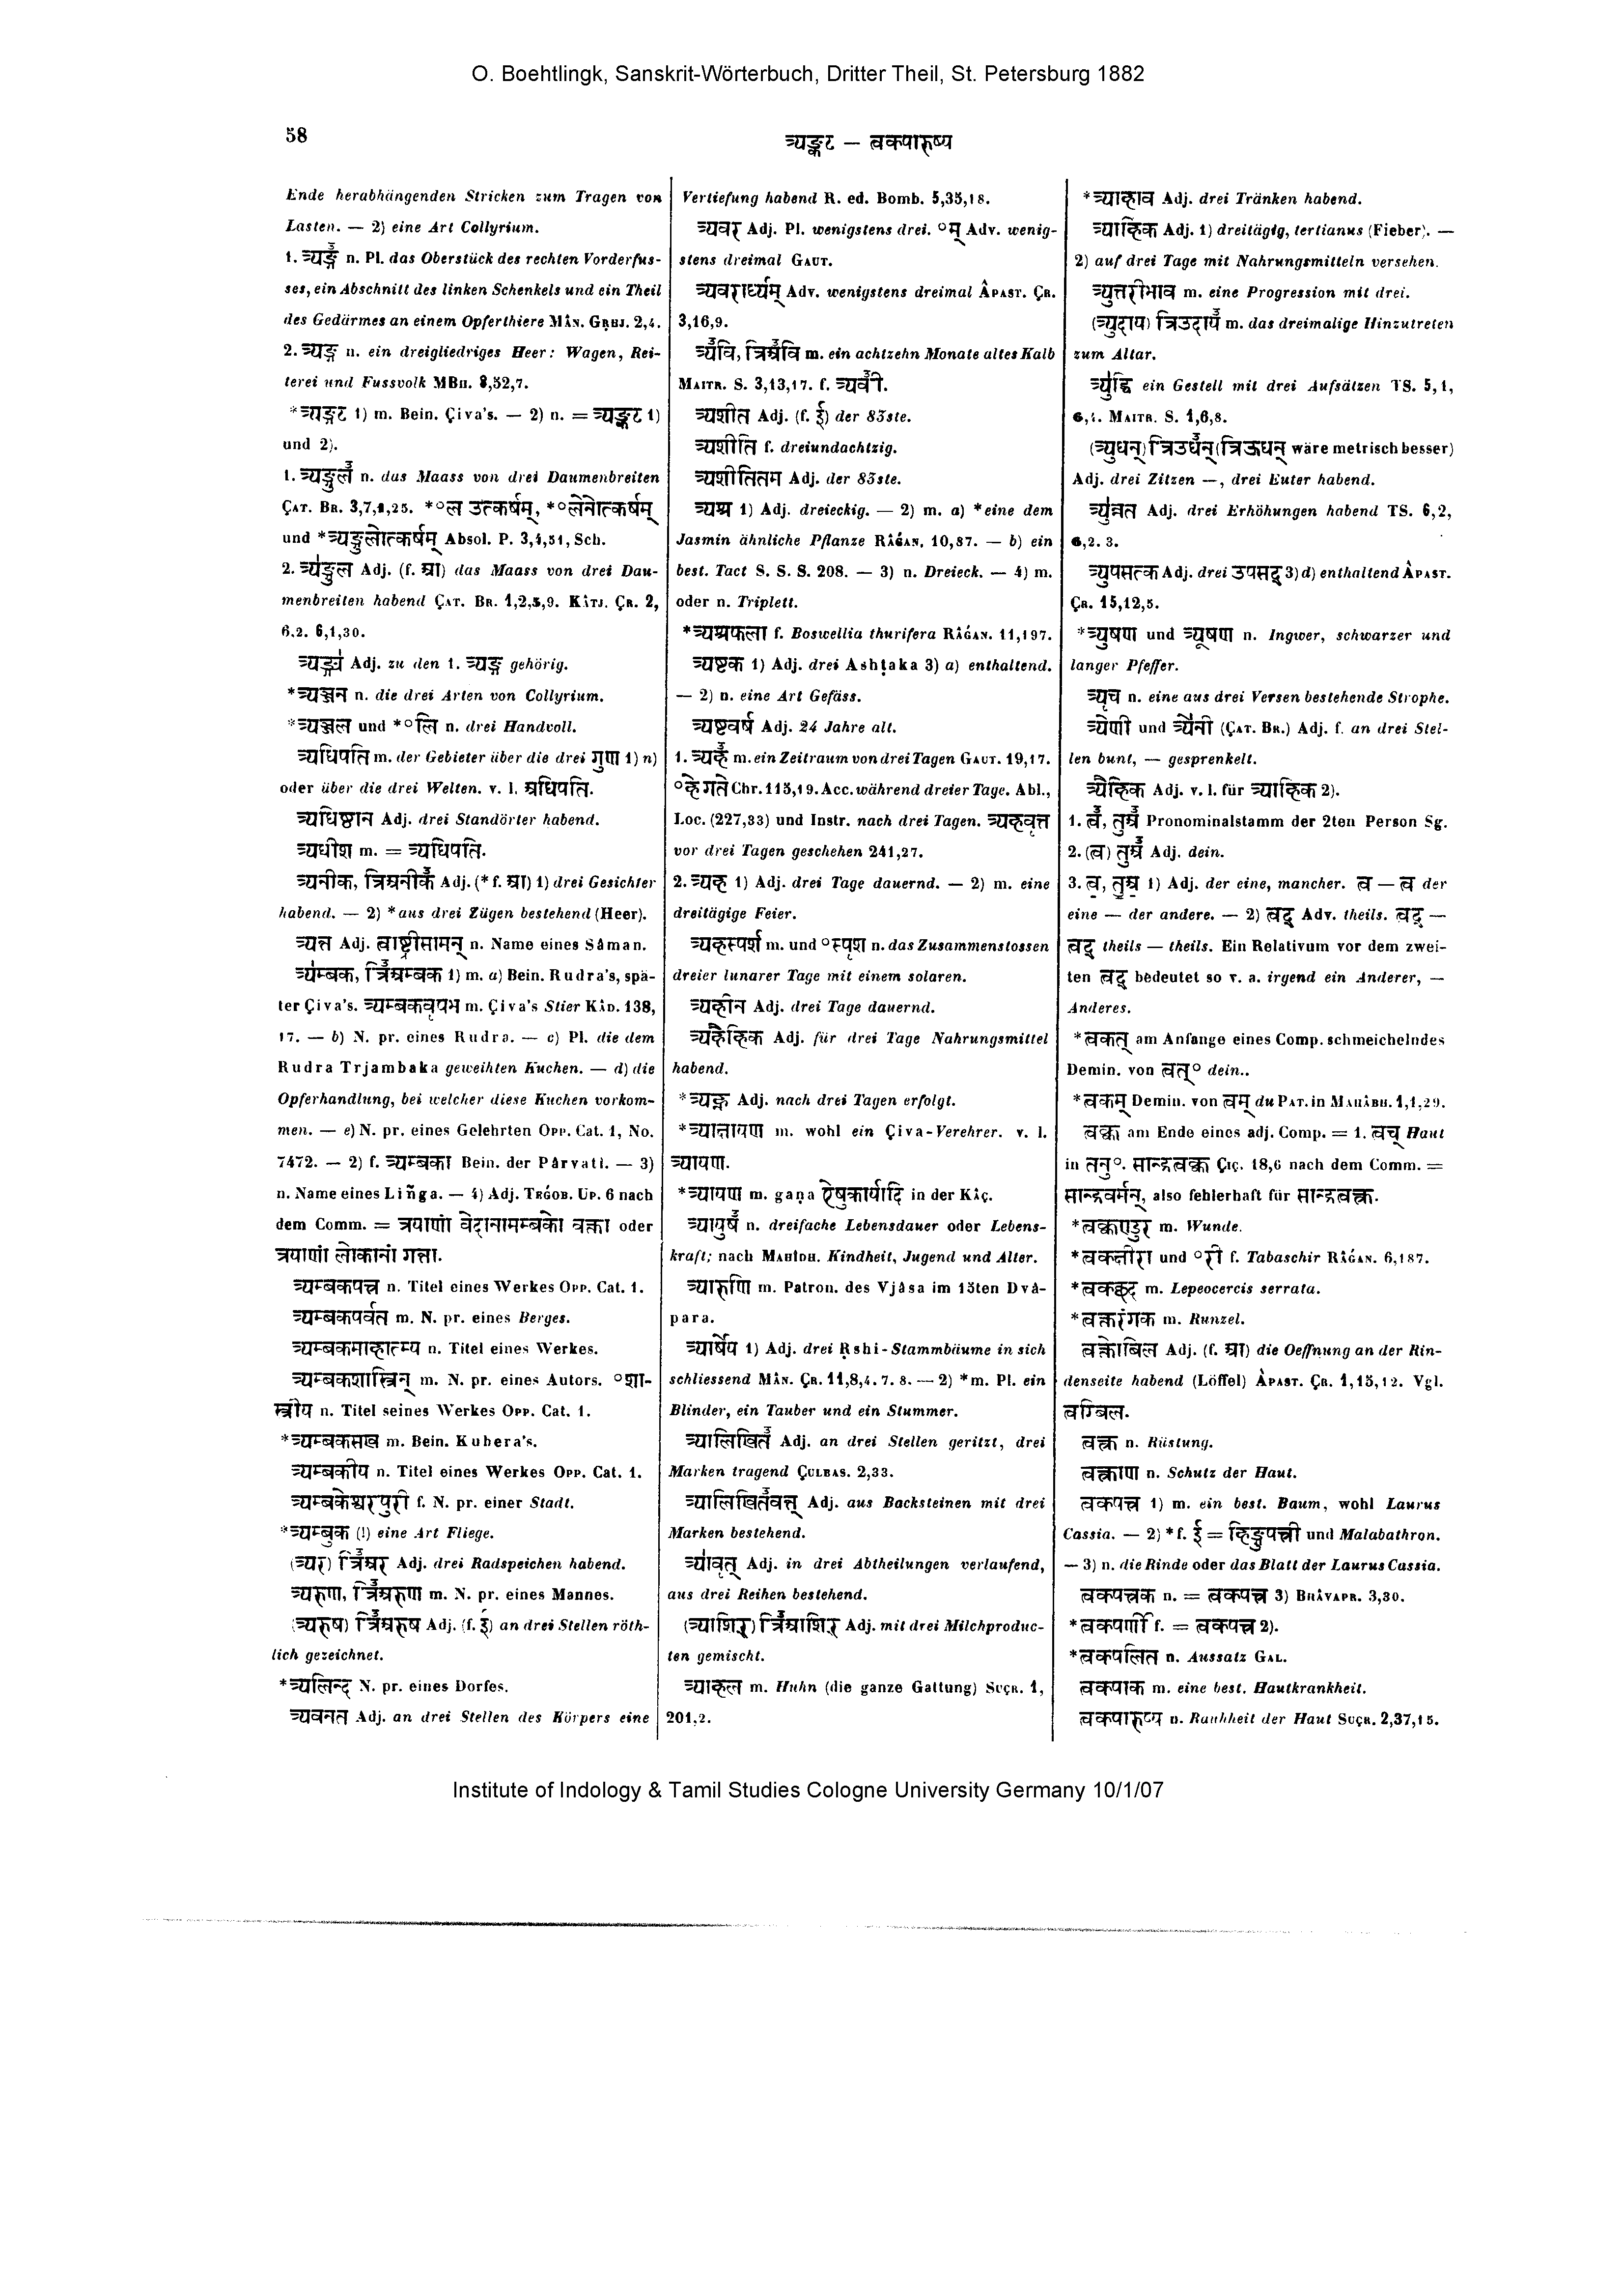 O. Boehtlingk, Sanskrit-Wörterbuch, Dritter Theil, St. Petersburg 1882
58
त्र्यङ्कट — त्वक्पारुष्य
Ende herabhängenden Stricken zum Tragen von
Lasten. — 2) eine Art Collyrium.
1. त्र्यङ्ग n. Pl. das Oberstück des rechten Vorderfus-
ses, ein Abschnitt des linken Schenkels und ein Theil
des Gedärmes an einem Opferthiere Mân. Gṛhj. 2,4.
2. त्र्यङ्ग n. ein dreigliedriges Heer: Wagen, Rei-
terei und Fussvolk MBh. 8,52,7.
*त्र्यङ्गट 1) m. Bein. Çiva's. — 2) n. = त्र्यङ्कट 1)
und 2).
1. त्र्यङ्गुल n. das Maass von drei Daumenbreiten
Çat. Br. 3,7,1,25. *°ल उत्कर्षम्, *°लेनोत्कर्षम्
und *त्र्यङ्गुलोत्कर्षम् Absol. P. 3,4,51, Sch.
2. त्र्यङ्गुल Adj. (f. आ) das Maass von drei Dau-
menbreiten habend Çat. Br. 1,2,5,9. Kâtj. Çr. 2,
6,2. 6,1,30.
त्र्यङ्ग्य Adj. zu den 1. त्र्यङ्ग gehörig.
*त्र्यञ्जन n. die drei Arten von Collyrium.
*त्र्यञ्जल und *°लि n. drei Handvoll.
त्र्यधिपति m. der Gebieter über die drei गुण 1) n)
oder über die drei Welten. v. l. अधिपति.
त्र्यधिष्ठान Adj. drei Standörter habend.
त्र्यधीश m. = त्र्यधिपति.
त्र्यनीक, त्रिअनीक Adj. (*f. आ) 1) drei Gesichter
habend. — 2) *aus drei Zügen bestehend (Heer).
त्र्यन्त Adj. त्वाष्ट्रीसामन् n. Name eines Sâman.
त्र्यम्बक, त्रिअम्बक 1) m. a) Bein. Rudra's, spä-
ter Çiva's. त्र्यम्बकवृषभ m. Çiva's Stier Kâd. 138,
17. — b) N. pr. eines Rudra. — c) Pl. die dem
Rudra Trjambaka geweihten Kuchen. — d) die
Opferhandlung, bei welcher diese Kuchen vorkom-
men. — e) N. pr. eines Gelehrten Opp. Cat. 1, No.
7472. — 2) f. त्र्यम्बका Bein. der Pârvatî. — 3)
n. Name eines Liñga. — 4) Adj. Tegob. Up. 6 nach
dem Comm. = त्रयाणां वेदानामम्बको वक्ता oder
त्रयाणां लोकानां गन्ता.
त्र्यम्बकपत्त्र n. Titel eines Werkes Opp. Cat. 1.
त्र्यम्बकपर्वत m. N. pr. eines Berges.
त्र्यम्बकमाहात्म्य n. Titel eines Werkes.
त्र्यम्बकशास्त्रिन् m. N. pr. eines Autors. °शा-
स्त्रीय n. Titel seines Werkes Opp. Cat. 1.
*त्र्यम्बकसख m. Bein. Kubera's.
त्र्यम्बकीय n. Titel eines Werkes Opp. Cat. 1.
त्र्यम्बकेश्वरपुरी f. N. pr. einer Stadt.
*त्र्यम्बुक (!) eine Art Fliege.
(त्र्यर) त्रिअर Adj. drei Radspeichen habend.
त्र्यरुण, त्रिअरुण m. N. pr. eines Mannes.
(त्र्यरुष) त्रिअरुष Adj. (f. ई) an drei Stellen röth-
lich gezeichnet.
*त्र्यलिन्द N. pr. eines Dorfes.
त्र्यवनत Adj. an drei Stellen des Körpers eine
Vertiefung habend R. ed. Bomb. 5,35,18.
त्र्यवर Adj. Pl. wenigstens drei. °म् Adv. wenig-
stens dreimal Gaut.
त्र्यवरार्ध्यम् Adv. wenigstens dreimal Âpast. Çr.
3,16,9.
त्र्यवि, त्रिअवि m. ein achtzehn Monate altes Kalb
Maitr. S. 3,13,17. f. त्र्यवी.
त्र्यशीत Adj. (f. ई) der 83ste.
त्र्यशीति f. dreiundachtzig.
त्र्यशीतितम Adj. der 83ste.
त्र्यश्र 1) Adj. dreieckig. — 2) m. a) *eine dem
Jasmin ähnliche Pflanze Râǵan. 10,87. — b) ein
best. Tact S. S. S. 208. — 3) n. Dreieck. — 4) m.
oder n. Triplett.
*त्र्यश्रफला f. Boswellia thurifera Râǵan. 11,197.
त्र्यष्टक 1) Adj. drei Ashṭaka 3) a) enthaltend.
— 2) n. eine Art Gefäss.
त्र्यष्टवर्ष Adj. 24 Jahre alt.
1. त्र्यह m. ein Zeitraum von drei Tagen Gaut. 19,17.
°हे गते Chr. 113,19. Acc. während dreier Tage. Abl.,
Loc. (227,33) und Instr. nach drei Tagen. त्र्यहवृत्त
vor drei Tagen geschehen 241,27.
2. त्र्यह 1) Adj. drei Tage dauernd. — 2) m. eine
dreitägige Feier.
त्र्यहस्पर्श m. und °स्पृश n. das Zusammenstossen
dreier lunarer Tage mit einem solaren.
त्र्यहीन Adj. drei Tage dauernd.
त्र्यहैहिक Adj. für drei Tage Nahrungsmittel
habend.
*त्र्यह्न Adj. nach drei Tagen erfolgt.
*त्र्यातायण m. wohl ein Çiva-Verehrer. v. l.
त्र्यायण.
*त्र्यायण m. gaṇa ऐषुकार्यादि in der Kâç.
त्र्यायुष n. dreifache Lebensdauer oder Lebens-
kraft; nach Mahîdh. Kindheit, Jugend und Alter.
त्र्यारुणि m. Patron. des Vjâsa im 15ten Dvâ-
para.
त्र्यार्षेय 1) Adj. drei Ṛshi-Stammbäume in sich
schliessend Mân. Çr. 11,8,4. 7. 8. — 2) *m. Pl. ein
Blinder, ein Tauber und ein Stummer.
त्र्यालिखित Adj. an drei Stellen geritzt, drei
Marken tragend Çulbas. 2,33.
त्र्यालिखितवत् Adj. aus Backsteinen mit drei
Marken bestehend.
त्र्यावृत् Adj. in drei Abtheilungen verlaufend,
aus drei Reihen bestehend.
(त्र्याशिर्) त्रिआशिर् Adj. mit drei Milchproduc-
ten gemischt.
त्र्याहल m. Huhn (die ganze Gattung) Suçr. 1,
201,2.
*त्र्याहाव Adj. drei Tränken habend.
त्र्याहिक Adj. 1) dreitägig, tertianus (Fieber). —
2) auf drei Tage mit Nahrungsmitteln versehen.
त्र्युत्तरीभाव m. eine Progression mit drei.
(त्र्युदाय) त्रिउदाय m. das dreimalige Hinzutreten
zum Altar.
त्र्युद्धि ein Gestell mit drei Aufsätzen TS. 5,1,
6,4. Maitr. S. 1,6,8.
(त्र्युधन्) त्रिउधन् (त्रिऊधन् wäre metrisch besser)
Adj. drei Zitzen —, drei Euter habend.
त्र्युन्नत Adj. drei Erhöhungen habend TS. 6,2,
6,2. 3.
त्र्युपसत्क Adj. drei उपसद् 3) d) enthaltend Âpast.
Çr. 15,12,5.
*त्र्युषण und त्र्यूषण n. Ingwer, schwarzer und
langer Pfeffer.
त्र्यृच n. eine aus drei Versen bestehende Strophe.
त्र्येणी und त्र्येनी (Çat. Br.) Adj. f. an drei Stel-
len bunt, — gesprenkelt.
त्र्यैहिक Adj. v. l. für त्र्याहिक 2).
1. त्व, तुअ Pronominalstamm der 2ten Person Sg.
2. (त्व) तुअ Adj. dein.
3. त्व, तुअ 1) Adj. der eine, mancher. त्व — त्व der
eine — der andere. — 2) त्वद् Adv. theils. त्वद् —
त्वद् theils — theils. Ein Relativum vor dem zwei-
ten त्वद् bedeutet so v. a. irgend ein Anderer, —
Anderes.
*त्वकत् am Anfange eines Comp. schmeichelndes
Demin. von त्वत्° dein..
*त्वकम् Demin. von त्वम् du Pat. in Mahâbh. 1,1,29.
त्वक्क am Ende eines adj. Comp. = 1. त्वच् Haut
in तनु°. सान्द्रत्वक्क Çiç. 18,6 nach dem Comm. =
सान्द्रवर्मन्, also fehlerhaft für सान्द्रत्वक्त्र.
*त्वक्कण्डुर m. Wunde.
*त्वक्क्षीरा und °री f. Tabaschir Râǵan. 6,187.
*त्वक्छद m. Lepeocercis serrata.
*त्वक्तरंगक m. Runzel.
त्वक्तोबिल Adj. (f. आ) die Oeffnung an der Rin-
denseite habend (Löffel) Âpast. Çr. 1,15,12. Vgl.
त्वग्बिल.
त्वक्त्र n. Rüstung.
त्वक्त्राण n. Schutz der Haut.
त्वक्पत्त्र 1) m. ein best. Baum, wohl Laurus
Cassia. — 2) *f. ई = हिङ्गुपत्त्री und Malabathron.
— 3) n. die Rinde oder das Blatt der Laurus Cassia.
त्वक्पत्त्रक n. = त्वक्पत्त्र 3) Bhâvapr. 3,30.
*त्वक्पर्णी f. = त्वक्पत्त्र 2).
*त्वक्पलित n. Aussatz Gal.
त्वक्पाक m. eine best. Hautkrankheit.
त्वक्पारुष्य n. Rauhheit der Haut Suçr. 2,37,15.
Institute of Indology & Tamil Studies Cologne University Germany 10/1/07